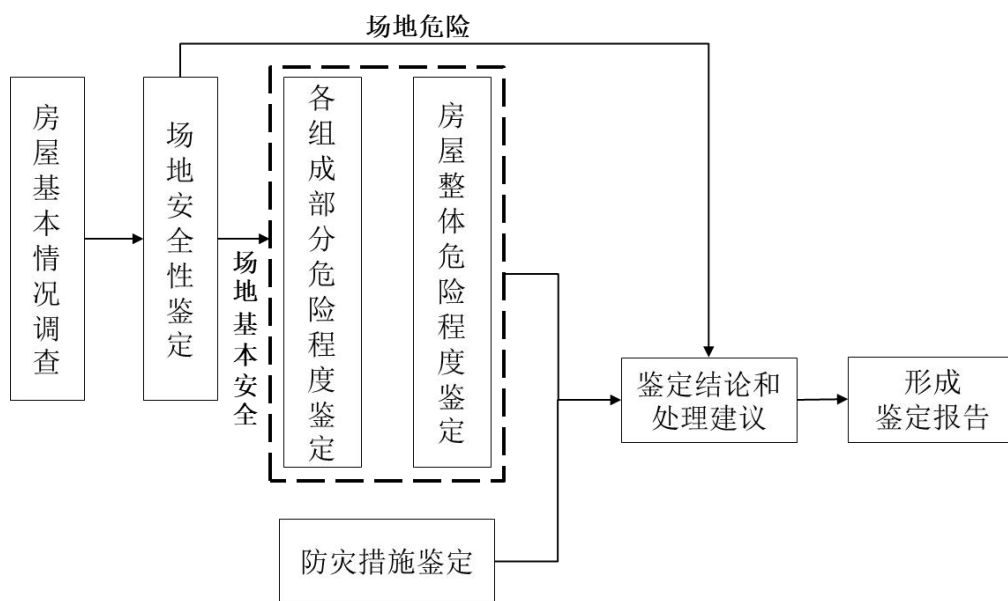 场地危险
房屋基本情况调查
场地安全性鉴定
场地基本安全
各组成部分危险程度鉴定
房屋整体危险程度鉴定
防灾措施鉴定
鉴定结论和
处理建议
形成
鉴定报告